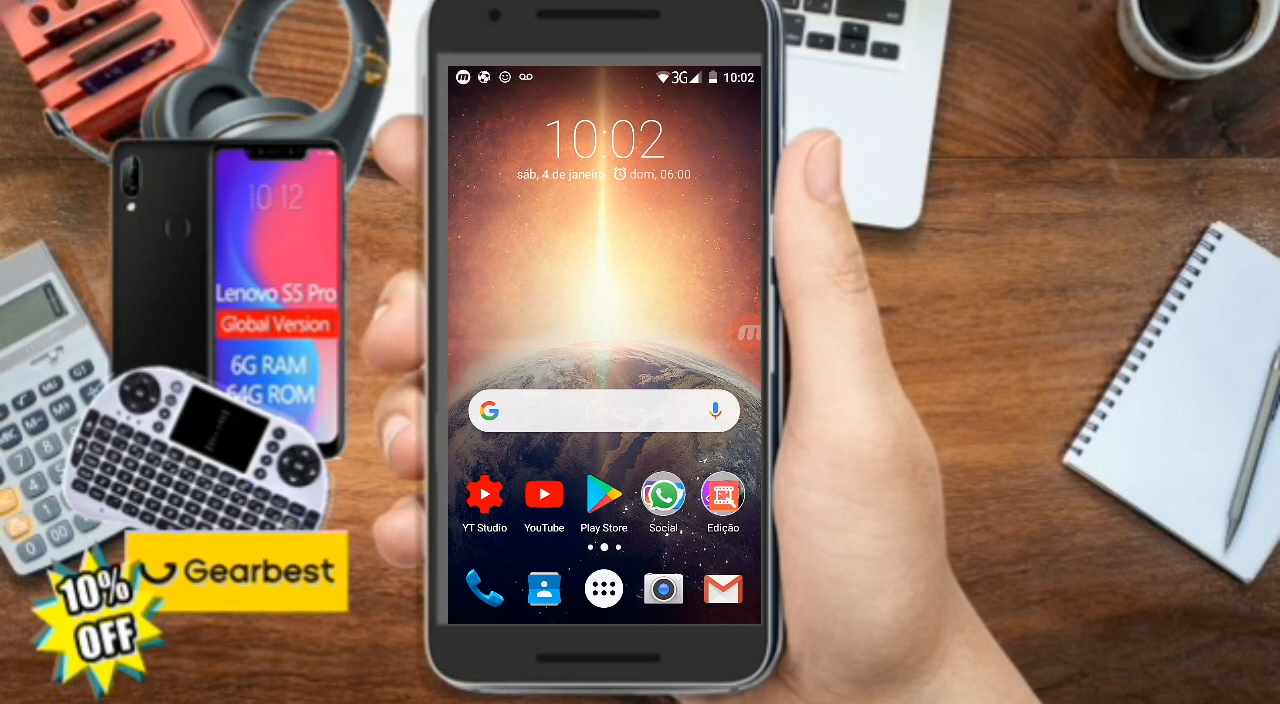 3G 10:02
10:02
sáb, 4 de janeiro dom, 06:00
YT Studio YouTube Play Store Social Edição
10 12
Lenovo S5 Pro
Global Version
6G RAM
64G ROM
Gearbest
10%
OFF